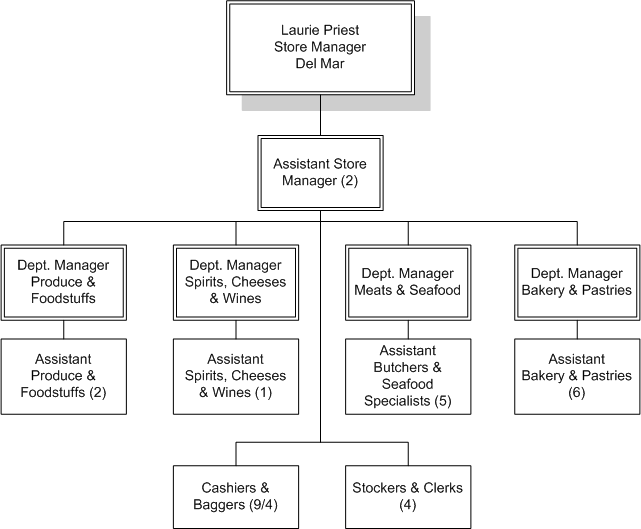 Laurie Priest
Store Manager
Del Mar
Assistant Store
Manager (2)
Dept. Manager
Produce &
Foodstuffs
Dept. Manager
Spirits, Cheeses
& Wines
Dept. Manager
Meats & Seafood
Dept. Manager
Bakery & Pastries
Assistant
Produce &
Foodstuffs (2)
Assistant
Spirits, Cheeses
& Wines (1)
Assistant
Butchers &
Seafood
Specialists (5)
Assistant
Bakery & Pastries
(6)
Cashiers &
Baggers (9/4)
Stockers & Clerks
(4)